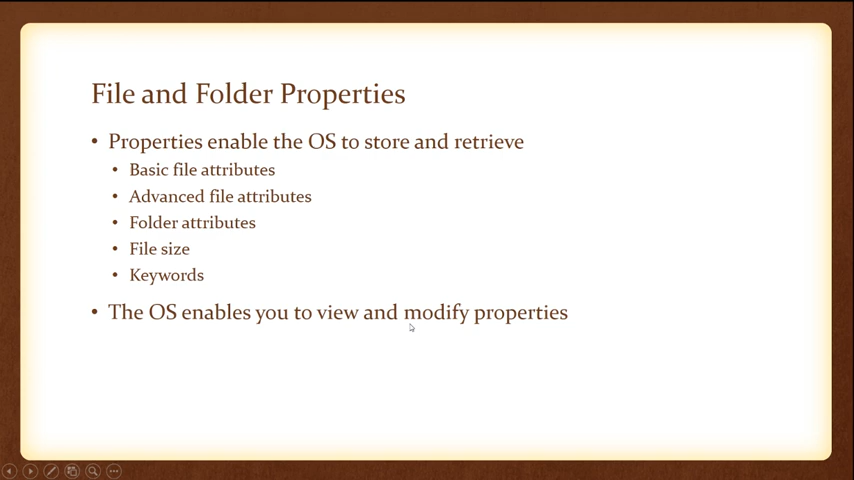 File and Folder Properties
• Properties enable the OS to store and retrieve
• Basic file attributes
• Advanced file attributes
• Folder attributes
• File size
• Keywords
• The OS enables you to view and modify properties